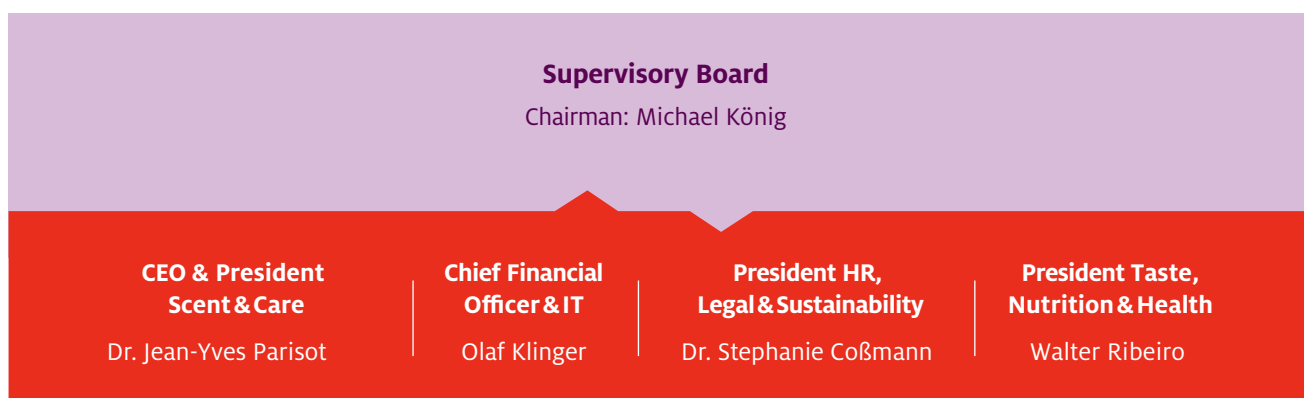 Supervisory Board
Chairman: Michael König
CEO & President
Scent & Care
Dr. Jean-Yves Parisot
Chief Financial
Officer & IT
Olaf Klinger
President HR,
Legal & Sustainability
Dr. Stephanie Coßmann
President Taste,
Nutrition & Health
Walter Ribeiro